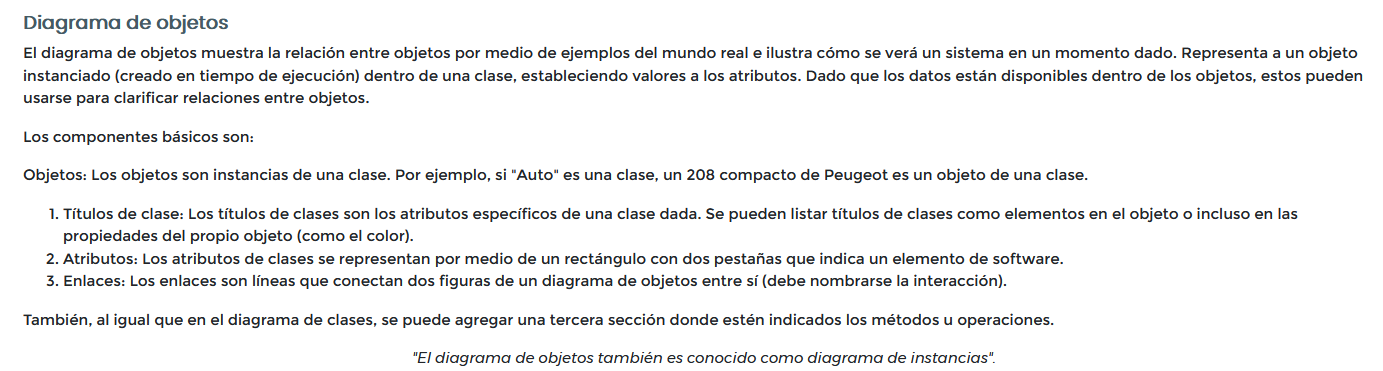 Diagrama de objetos
El diagrama de objetos muestra la relación entre objetos por medio de ejemplos del mundo real e ilustra cómo se verá un sistema en un momento dado. Representa a un objeto
instanciado (creado en tiempo de ejecución) dentro de una clase, estableciendo valores a los atributos. Dado que los datos están disponibles dentro de los objetos, estos pueden
usarse para clarificar relaciones entre objetos.
Los componentes básicos son:
Objetos: Los objetos son instancias de una clase. Por ejemplo, si "Auto" es una clase, un 208 compacto de Peugeot es un objeto de una clase.
1. Títulos de clase: Los títulos de clases son los atributos específicos de una clase dada. Se pueden listar títulos de clases como elementos en el objeto o incluso en las
propiedades del propio objeto (como el color).
2. Atributos: Los atributos de clases se representan por medio de un rectángulo con dos pestañas que indica un elemento de software.
3. Enlaces: Los enlaces son líneas que conectan dos figuras de un diagrama de objetos entre sí (debe nombrarse la interacción).
También, al igual que en el diagrama de clases, se puede agregar una tercera sección donde estén indicados los métodos u operaciones.
"El diagrama de objetos también es conocido como diagrama de instancias".